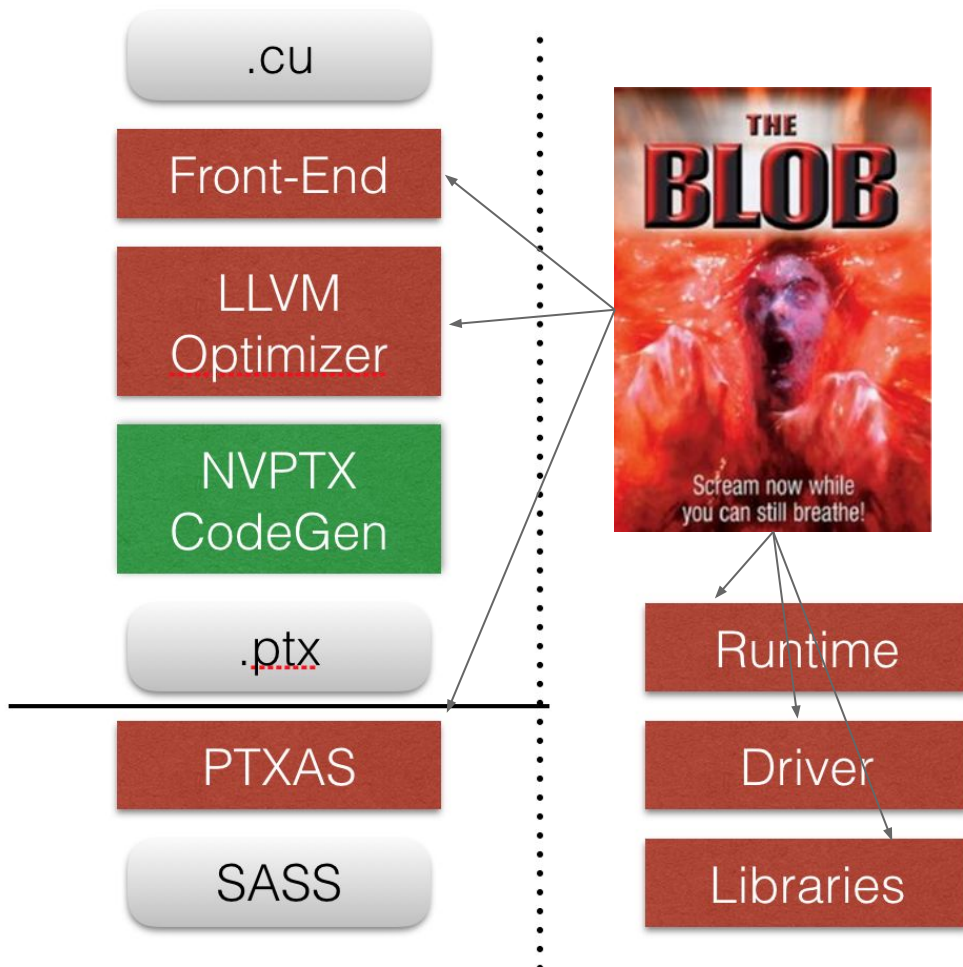 .cu
Front-End
LLVM
Optimizer
NVPTX
CodeGen
.ptx
PTXAS
SASS
THE
BLOB
Scream now while
you can still breathe!
Runtime
Driver
Libraries